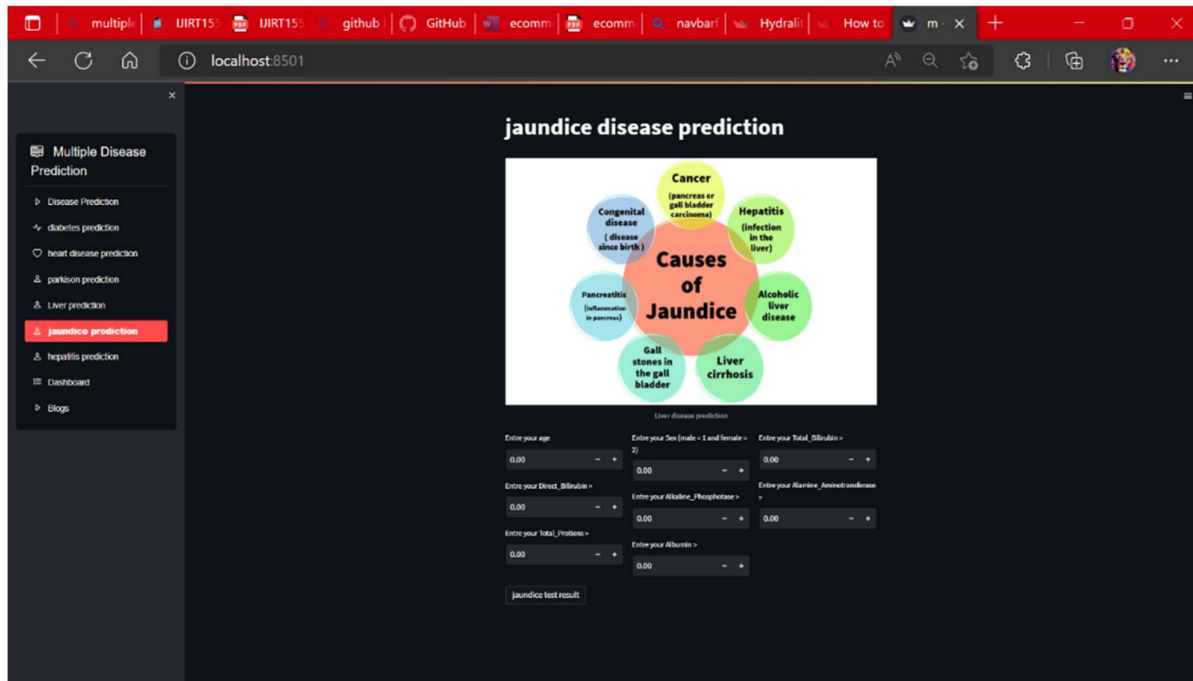 multiple
IJIRT15
IJIRT15
github
GitHub
ecomm
ecomm
navbarf
Hydralit
How to
m
localhost:8501
Multiple Disease
Prediction
Disease Prediction
diabetes prediction
heart disease prediction
parkison prediction
Liver prediction
jaundico prediction
hepatitis prediction
Dashboard
Blogs
jaundice disease prediction
Cancer
(pancreas or
gall bladder
carcinoma)
Congenital
disease
( disease
since birth )
Hepatitis
(infection
in the
liver)
Causes
of
Jaundice
Pancreatitis
(inflammation
in pancreas)
Alcoholic
liver
disease
Gall
stones in
the gall
bladder
Liver
cirrhosis
Liver disease prediction
Entre your age
0.00
Entre your Sex (male = 1 and female =
2)
0.00
Entre your Total_Bilirubin >
0.00
Entre your Direct_Bilirubin >
0.00
Entre your Alkaline_Phosphotase >
0.00
Entre your Alamine_Aminotransferase
>
0.00
Entre your Total_Protiens >
0.00
Entre your Albumin >
0.00
jaundice test result